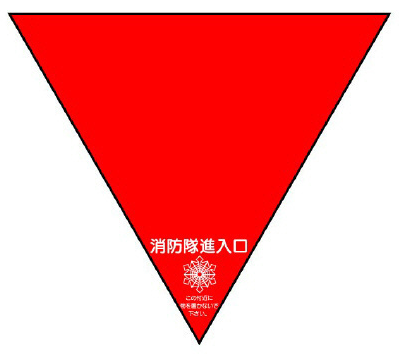 消防隊進入口
この付近に
物を置かないで
下さい。